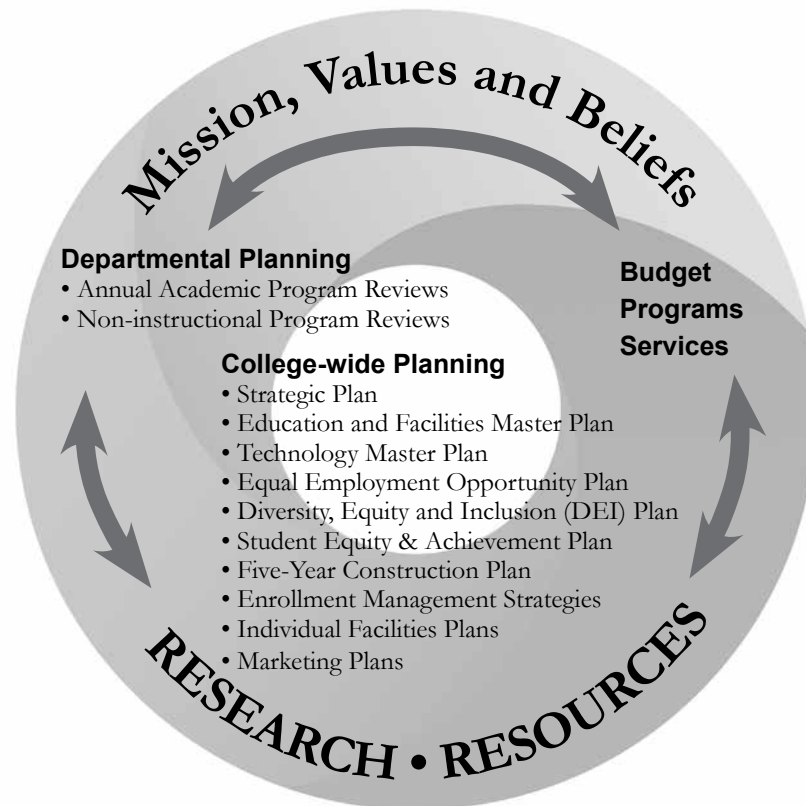 Mission, Values and Beliefs
Departmental Planning
• Annual Academic Program Reviews
• Non-instructional Program Reviews
Budget
Programs
Services
College-wide Planning
• Strategic Plan
• Education and Facilities Master Plan
• Technology Master Plan
• Equal Employment Opportunity Plan
• Diversity, Equity and Inclusion (DEI) Plan
• Student Equity & Achievement Plan
• Five-Year Construction Plan
• Enrollment Management Strategies
• Individual Facilities Plans
• Marketing Plans
RESEARCH • RESOURCES